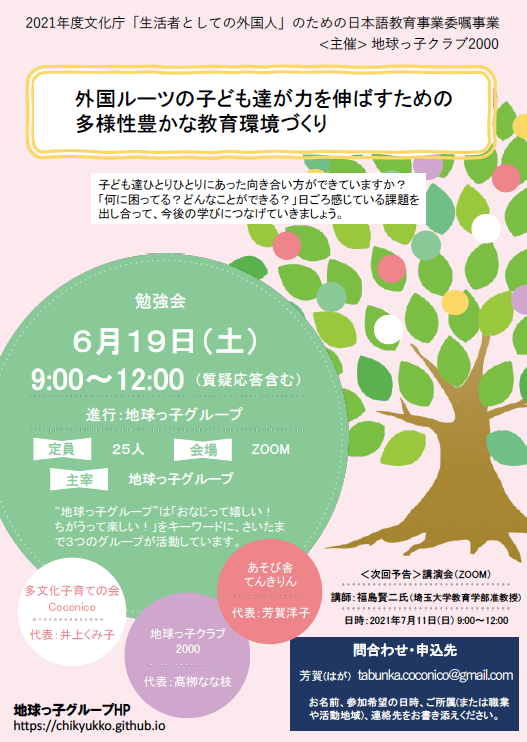 2021年度文化庁「生活者としての外国人」のための日本語教育事業委嘱事業
<主催> 地球っ子クラブ2000
外国ルーツの子ども達が力を伸ばすための
多様性豊かな教育環境づくり
子ども達ひとりひとりにあった向き合い方ができていますか？
「何に困ってる？どんなことができる？」日ごろ感じている課題を
出し合って、今後の学びにつなげていきましょう。
勉強会
6月19日(土)
9:00〜12:00（質疑応答含む）
進行：地球っ子グループ
定員 25人 会場 ZOOM
主宰 地球っ子グループ
“地球っ子グループ”は「おなじって嬉しい！
ちがうって楽しい！」をキーワードに、さいたま
市で3つのグループが活動しています。
多文化子育ての会
Coconico
代表：井上くみ子
地球っ子クラブ
2000
代表：髙栁なな枝
あそび舎
てんきりん
代表：芳賀洋子
＜次回予告＞講演会（ZOOM）
講師：福島賢二氏（埼玉大学教育学部准教授）
日時：2021年7月11日(日) 9:00〜12:00
問合わせ・申込先
芳賀(はが) tabunka.coconico@gmail.com
お名前、参加希望の日時、ご所属(または職業
や活動地域)、連絡先をお書き添えください。
地球っ子グループHP
https://chikyukko.github.io